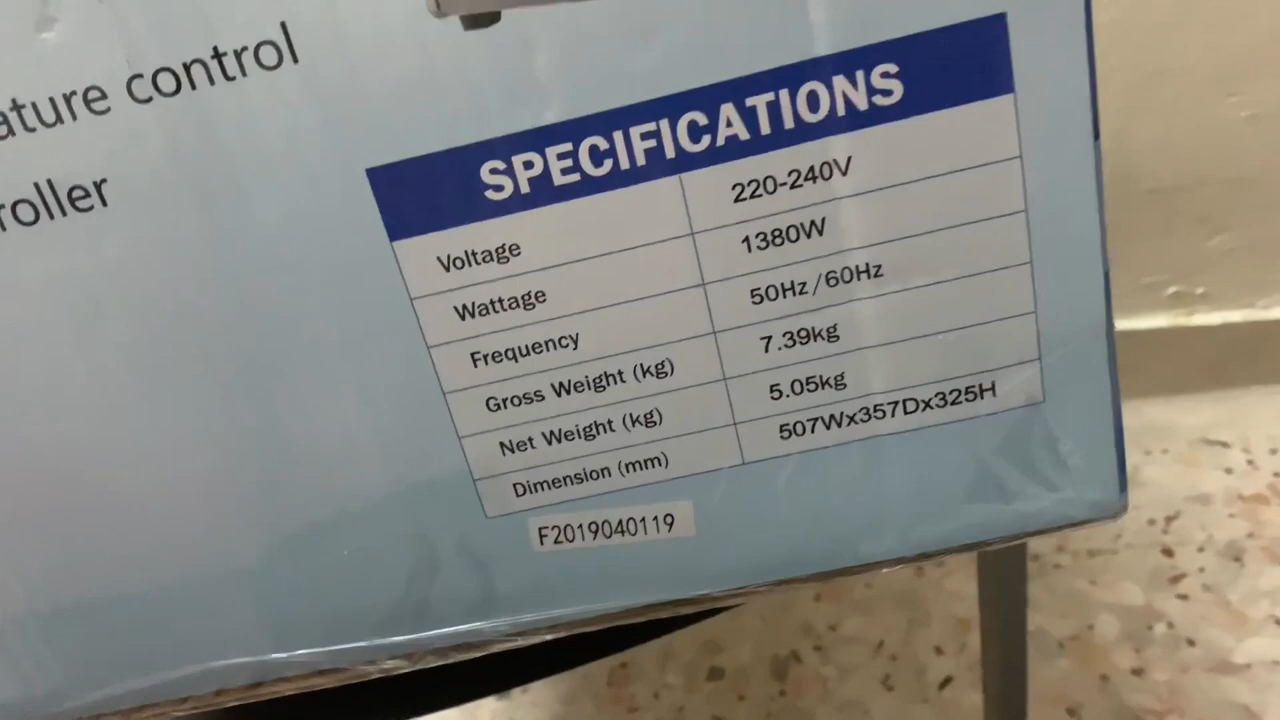 ature control
roller
SPECIFICATIONS
Voltage 220-240V
Wattage 1380W
Frequency 50Hz/60Hz
Gross Weight (kg) 7.39kg
Net Weight (kg) 5.05kg
Dimension (mm) 507Wx357Dx325H
F2019040119